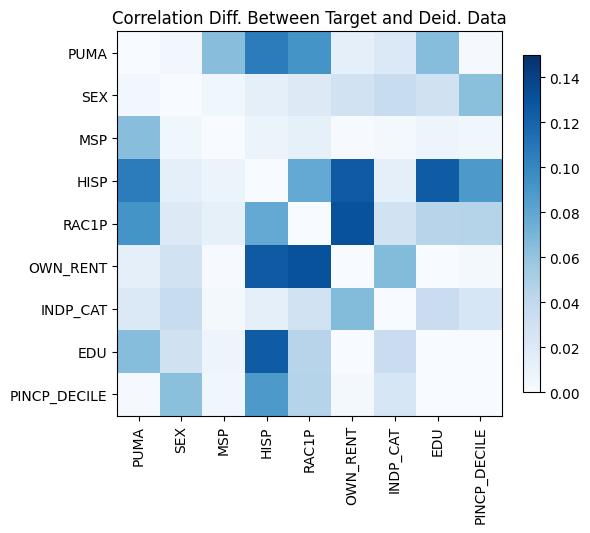 Correlation Diff. Between Target and Deid. Data
PUMA
SEX
MSP
HISP
RAC1P
OWN_RENT
INDP_CAT
EDU
PINCP_DECILE
PUMA
SEX
MSP
HISP
RAC1P
OWN_RENT
INDP_CAT
EDU
PINCP_DECILE
0.14
0.12
0.10
0.08
0.06
0.04
0.02
0.00